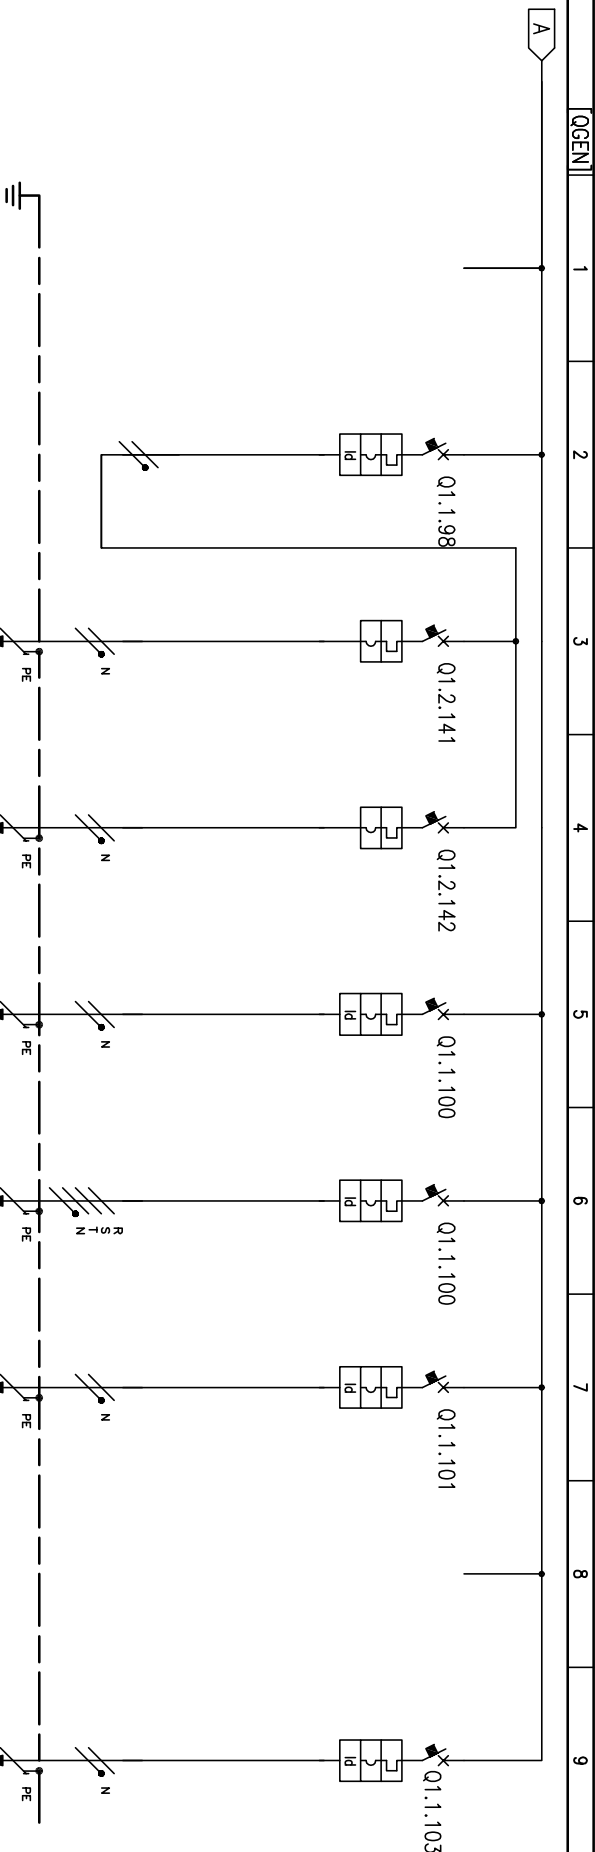 A
[QGEN]
1
2
3
4
5
6
7
8
9
Q1.1.98
Q1.2.141
Q1.2.142
Q1.1.100
Q1.1.100
Q1.1.101
Q1.1.103
Id
Id
Id
Id
Id
N
N
N
R
S
T
N
N
N
PE
PE
PE
PE
PE
PE